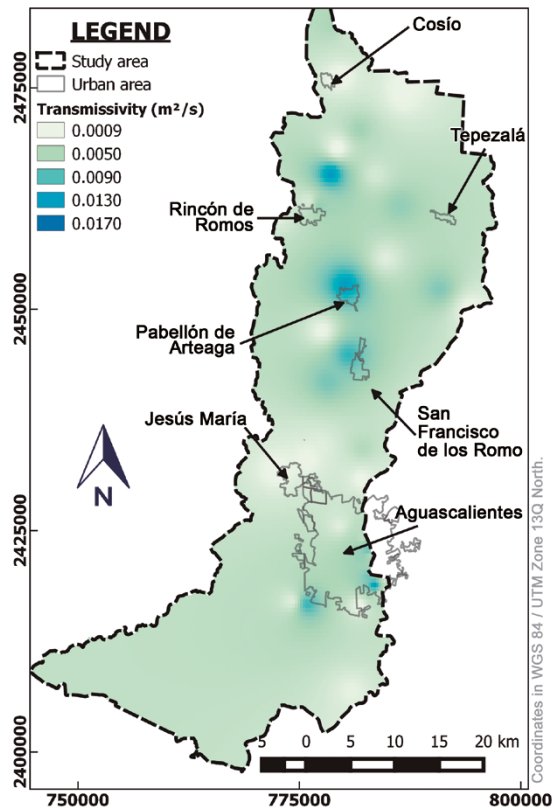 LEGEND
Study area
Urban area
Transmissivity (m²/s)
0.0009
0.0050
0.0090
0.0130
0.0170
Cosío
Tepezalá
Rincón de
Romos
Pabellón de
Arteaga
Jesús María
San
Francisco
de los Romo
Aguascalientes
N
5 0 5 10 15 20 km
2475000
2450000
2425000
2400000
750000 775000 800000
Coordinates in WGS 84 / UTM Zone 13Q North.